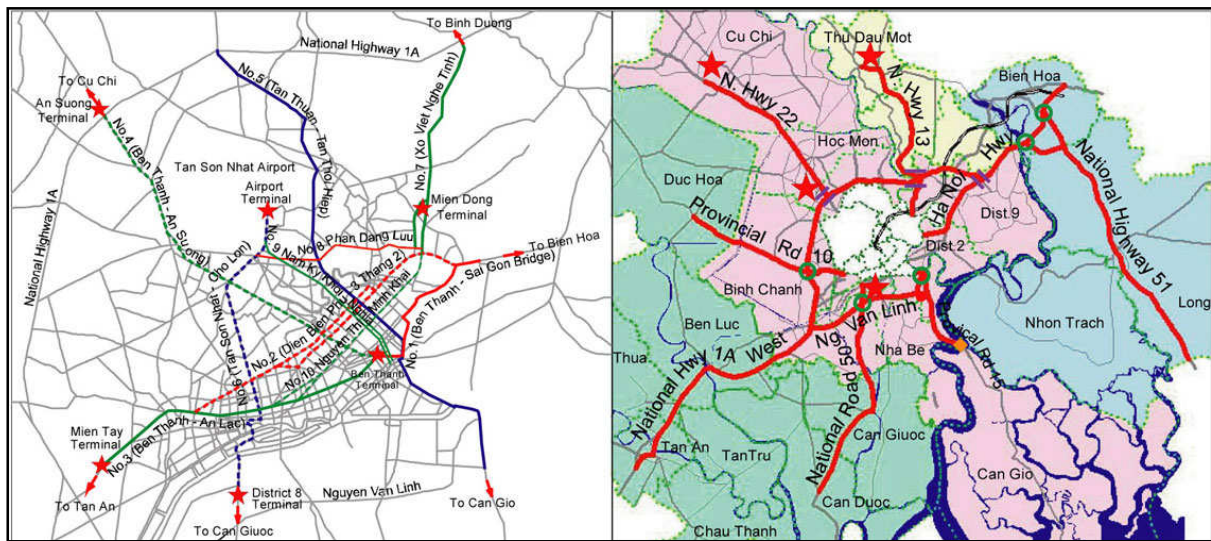 To Binh Duong
National Highway 1A
To Cu Chi
An Suong
Terminal
No.5 (Tan Thuan - Tan Thoi Hiep)
No.4 (Ben Thanh - An Suong)
No.7 (Xo Viet Nghe Tinh)
Tan Son Nhat Airport
Airport
Terminal
Mien Dong
Terminal
National Highway 1A
No.8 Phan Dang Luu
To Bien Hoa
No.9 Nam Ky Khoi Nghia
Sai Gon Bridge)
No.1 (Ben Thanh -
No.6 (Tan Son Nhat - Cho Lon)
No.2 (Dien Bien Phu - 3 Thang 2)
No.10 Nguyen Thi Minh Khai
Ben Thanh
Terminal
Mien Tay
Terminal
No.3 (Ben Thanh - An Lac)
To Tan An
District 8
Terminal
Nguyen Van Linh
To Can Gio
To Can Giuoc
Cu Chi
Thu Dau Mot
Bien Hoa
N. Hwy 22
N. Hwy 13
Hoc Mon
Ha Noi Hwy
Duc Hoa
National Highway 51
Provincial Rd 10
Dist.9
Dist.2
Binh Chanh
Long
Van Linh
Nhon Trach
Ben Luc
Thua
Nha Be
Rd 15
National Hwy 1A West
National Road 50
Tan An
Tan Tru
Can Giuoc
Can Gio
Can Duoc
Chau Thanh